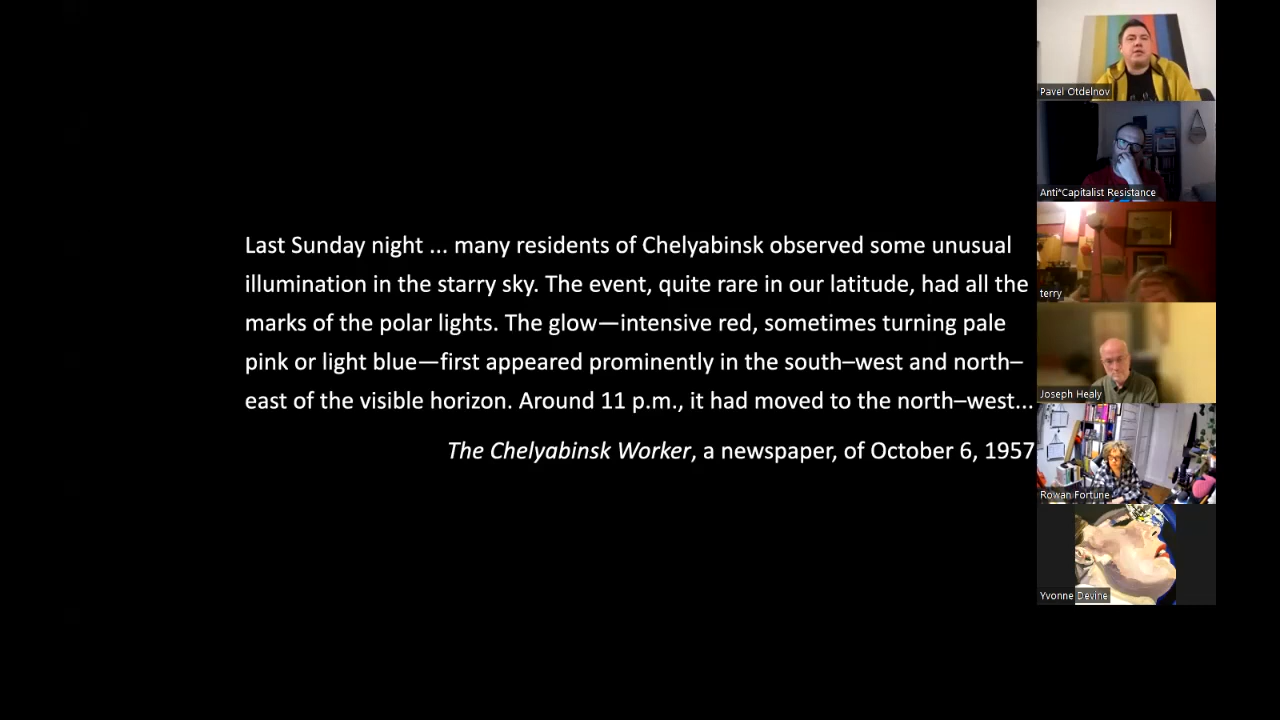 Last Sunday night ... many residents of Chelyabinsk observed some unusual
illumination in the starry sky. The event, quite rare in our latitude, had all the
marks of the polar lights. The glow—intensive red, sometimes turning pale
pink or light blue—first appeared prominently in the south–west and north–
east of the visible horizon. Around 11 p.m., it had moved to the north–west...
The Chelyabinsk Worker, a newspaper, of October 6, 1957
Pavel Otdelnov
Anti*Capitalist Resistance
terry
Joseph Healy
Rowan Fortune
Yvonne Devine